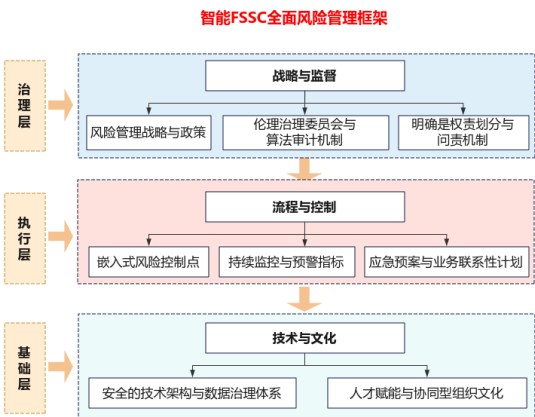 智能FSSC全面风险管理框架
治理层
战略与监督
风险管理战略与政策
伦理治理委员会与
算法审计机制
明确是权责划分与
问责机制
执行层
流程与控制
嵌入式风险控制点
持续监控与预警指标
应急预案与业务联系性计划
基础层
技术与文化
安全的技术架构与数据治理体系
人才赋能与协同型组织文化